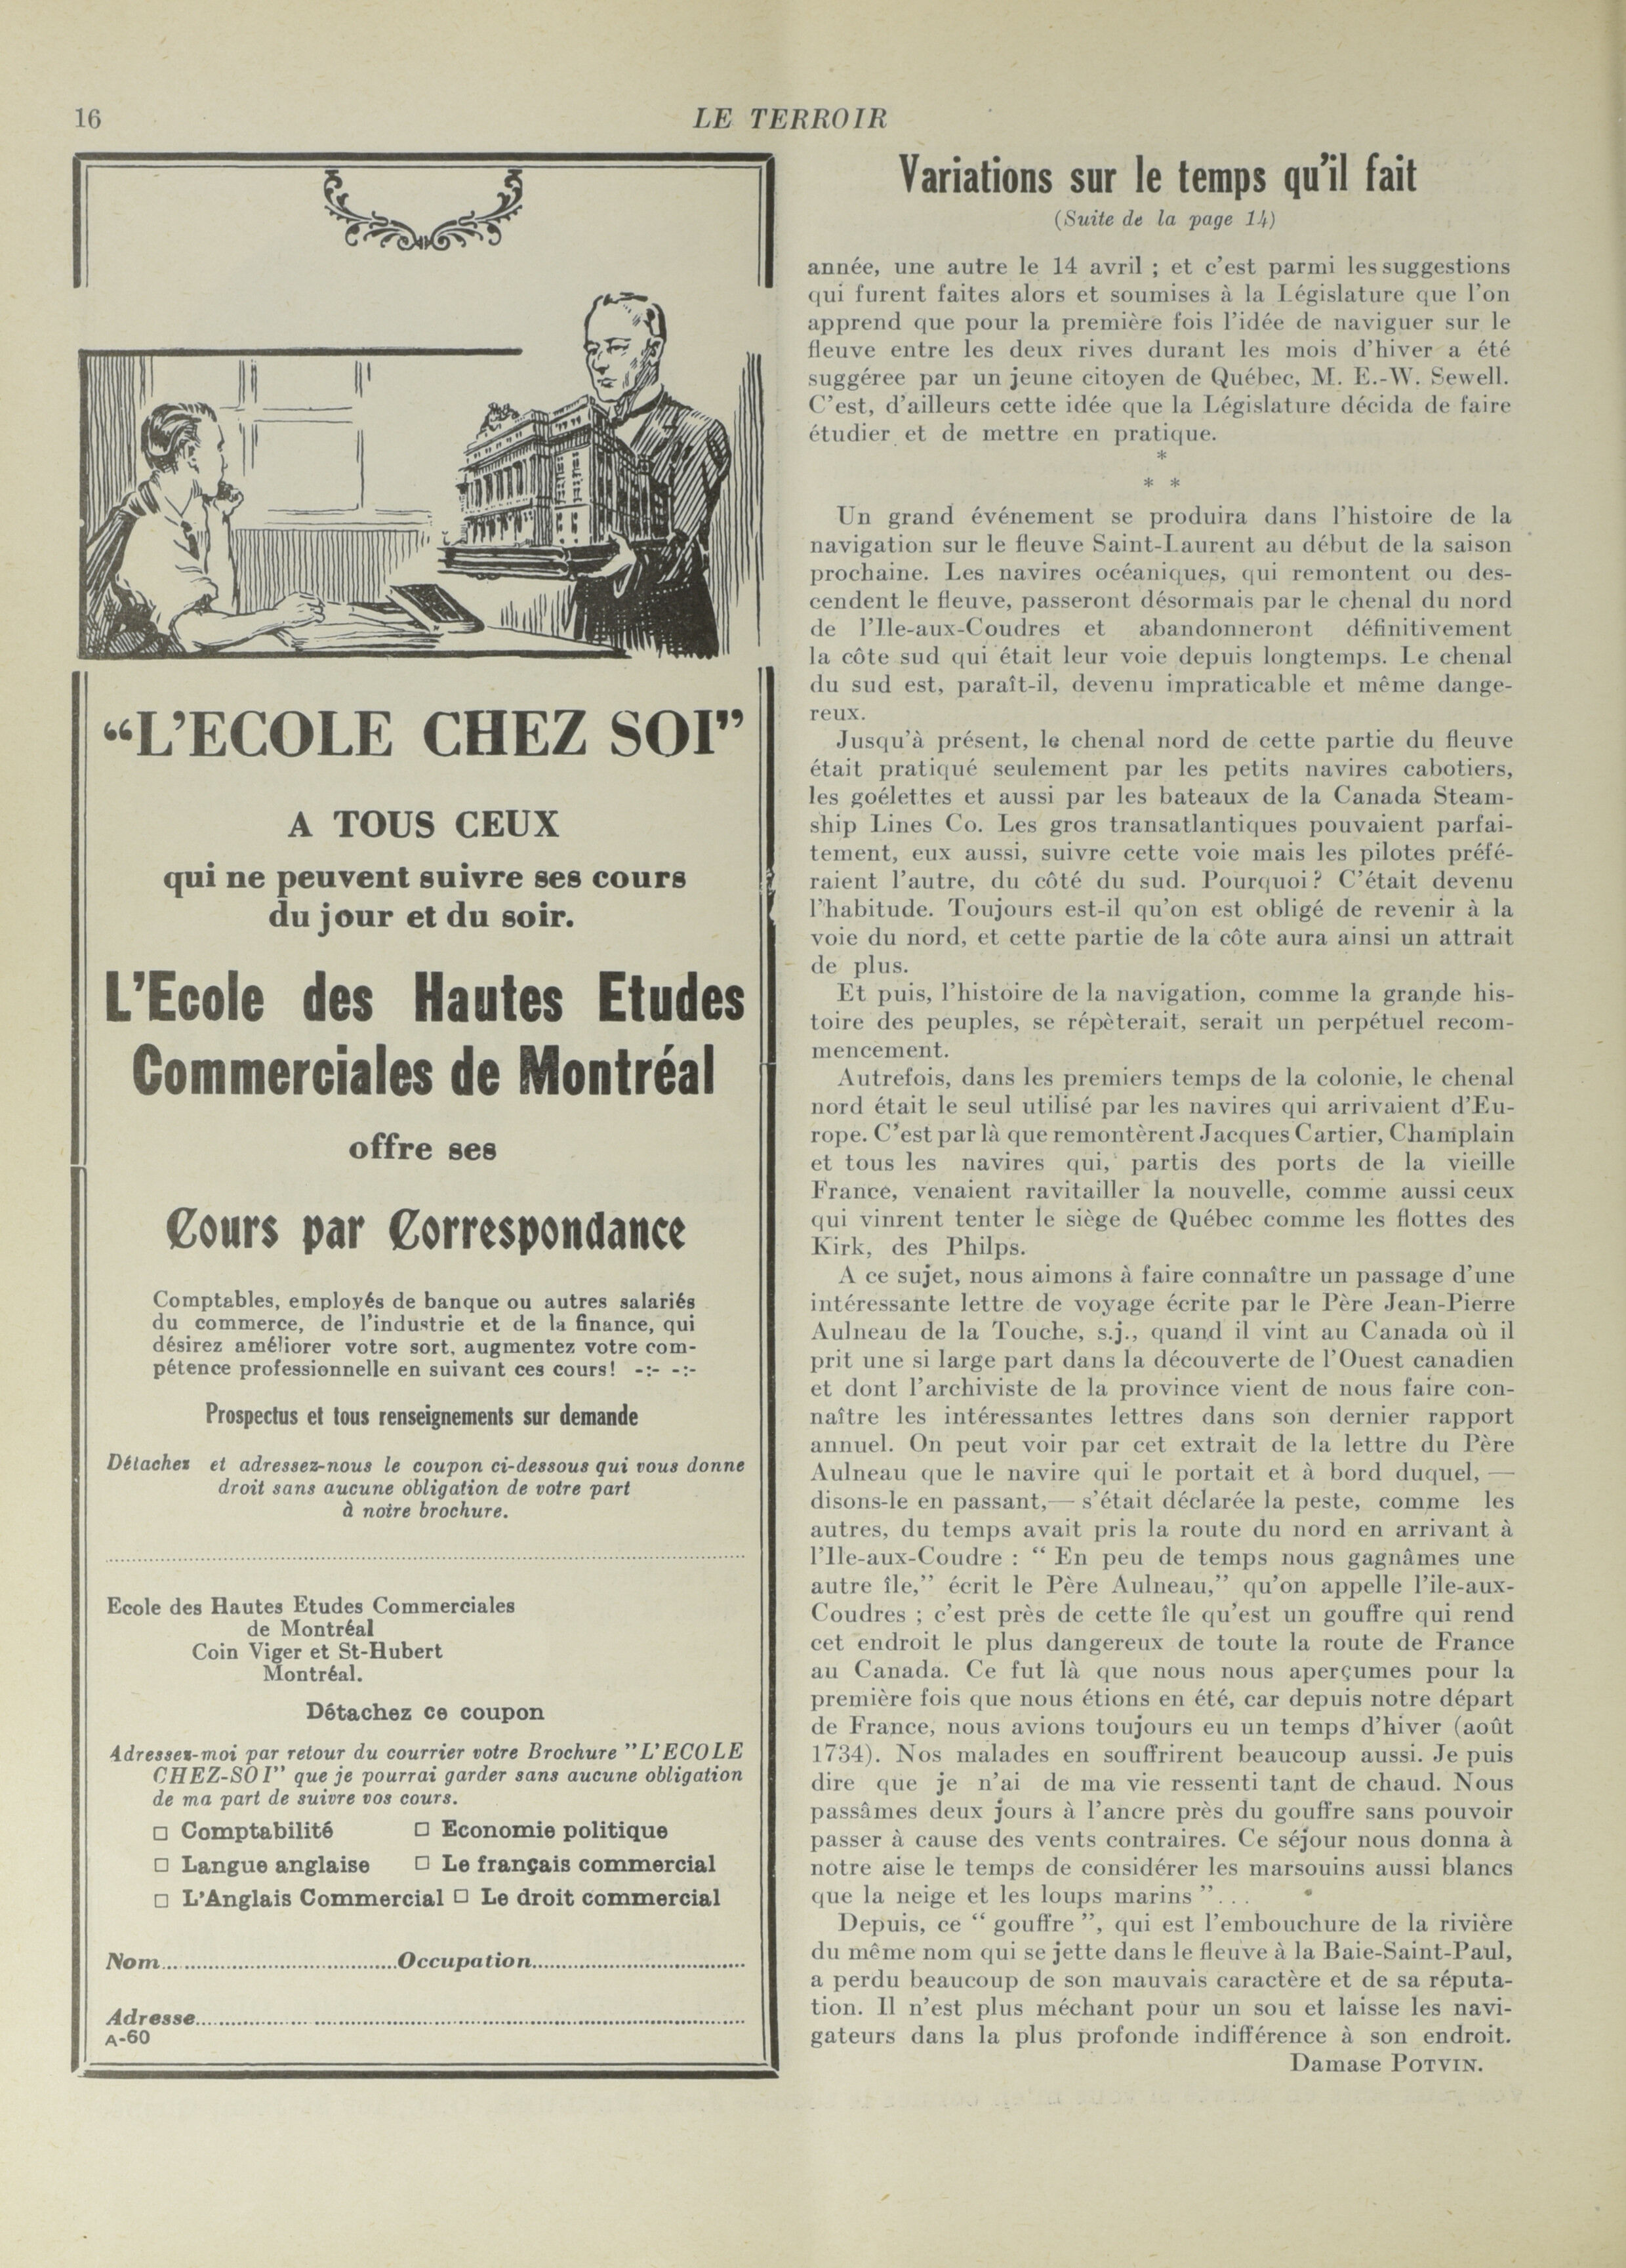 16
LE TERROIR
“L’ECOLE CHEZ SOI”
A TOUS CEUX
qui ne peuvent suivre ses cours
du jour et du soir.
L’Ecole des Hautes Etudes
Commerciales de Montréal
offre ses
Cours par Correspondance
Comptables, employés de banque ou autres salariés
du commerce, de l’industrie et de la finance, qui
désirez améliorer votre sort, augmentez votre com-
pétence professionnelle en suivant ces cours! -:- -:-
Prospectus et tous renseignements sur demande
Détachez et adressez-nous le coupon ci-dessous qui vous donne
droit sans aucune obligation de votre part
à notre brochure.
Ecole des Hautes Etudes Commerciales
de Montréal
Coin Viger et St-Hubert
Montréal.
Détachez ce coupon
Adressez-moi par retour du courrier votre Brochure "L’ECOLE
CHEZ-SOI" que je pourrai garder sans aucune obligation
de ma part de suivre vos cours.
□ Comptabilité □ Economie politique
□ Langue anglaise □ Le français commercial
□ L’Anglais Commercial □ Le droit commercial
Nom........................................Occupation....................................
Adresse....................................................................................
A-60
Variations sur le temps qu’il fait
(Suite de la page 14)
année, une autre le 14 avril ; et c’est parmi les suggestions
qui furent faites alors et soumises à la Législature que l’on
apprend que pour la première fois l’idée de naviguer sur le
fleuve entre les deux rives durant les mois d’hiver a été
suggérée par un jeune citoyen de Québec, M. E.-W. Sewell.
C’est, d’ailleurs cette idée que la Législature décida de faire
étudier et de mettre en pratique.
*
* *
Un grand événement se produira dans l’histoire de la
navigation sur le fleuve Saint-Laurent au début de la saison
prochaine. Les navires océaniques, qui remontent ou des-
cendent le fleuve, passeront désormais par le chenal du nord
de l’Ile-aux-Coudres et abandonneront définitivement
la côte sud qui était leur voie depuis longtemps. Le chenal
du sud est, paraît-il, devenu impraticable et même dange-
reux.
Jusqu’à présent, le chenal nord de cette partie du fleuve
était pratiqué seulement par les petits navires cabotiers,
les goélettes et aussi par les bateaux de la Canada Steam-
ship Lines Co. Les gros transatlantiques pouvaient parfai-
tement, eux aussi, suivre cette voie mais les pilotes préfé-
raient l’autre, du côté du sud. Pourquoi? C’était devenu
l’habitude. Toujours est-il qu’on est obligé de revenir à la
voie du nord, et cette partie de la côte aura ainsi un attrait
de plus.
Et puis, l’histoire de la navigation, comme la grande his-
toire des peuples, se répèterait, serait un perpétuel recom-
mencement.
Autrefois, dans les premiers temps de la colonie, le chenal
nord était le seul utilisé par les navires qui arrivaient d’Eu-
rope. C’est par là que remontèrent Jacques Cartier, Champlain
et tous les navires qui, partis des ports de la vieille
France, venaient ravitailler la nouvelle, comme aussi ceux
qui vinrent tenter le siège de Québec comme les flottes des
Kirk, des Philps.
A ce sujet, nous aimons à faire connaître un passage d’une
intéressante lettre de voyage écrite par le Père Jean-Pierre
Aulneau de la Touche, s.j., quand il vint au Canada où il
prit une si large part dans la découverte de l’Ouest canadien
et dont l’archiviste de la province vient de nous faire con-
naître les intéressantes lettres dans son dernier rapport
annuel. On peut voir par cet extrait de la lettre du Père
Aulneau que le navire qui le portait et à bord duquel, —
disons-le en passant,— s’était déclarée la peste, comme les
autres, du temps avait pris la route du nord en arrivant à
l’Ile-aux-Coudre : “ En peu de temps nous gagnâmes une
autre île,” écrit le Père Aulneau,” qu’on appelle l’ile-aux-
Coudres ; c’est près de cette île qu’est un gouffre qui rend
cet endroit le plus dangereux de toute la route de France
au Canada. Ce fut là que nous nous aperçumes pour la
première fois que nous étions en été, car depuis notre départ
de France, nous avions toujours eu un temps d’hiver (août
1734). Nos malades en souffrirent beaucoup aussi. Je puis
dire que je n’ai de ma vie ressenti tant de chaud. Nous
passâmes deux jours à l’ancre près du gouffre sans pouvoir
passer à cause des vents contraires. Ce séjour nous donna à
notre aise le temps de considérer les marsouins aussi blancs
que la neige et les loups marins ”...
Depuis, ce “ gouffre ”, qui est l’embouchure de la rivière
du même nom qui se jette dans le fleuve à la Baie-Saint-Paul,
a perdu beaucoup de son mauvais caractère et de sa réputa-
tion. Il n’est plus méchant pour un sou et laisse les navi-
gateurs dans la plus profonde indifférence à son endroit.
Damase POTVIN.